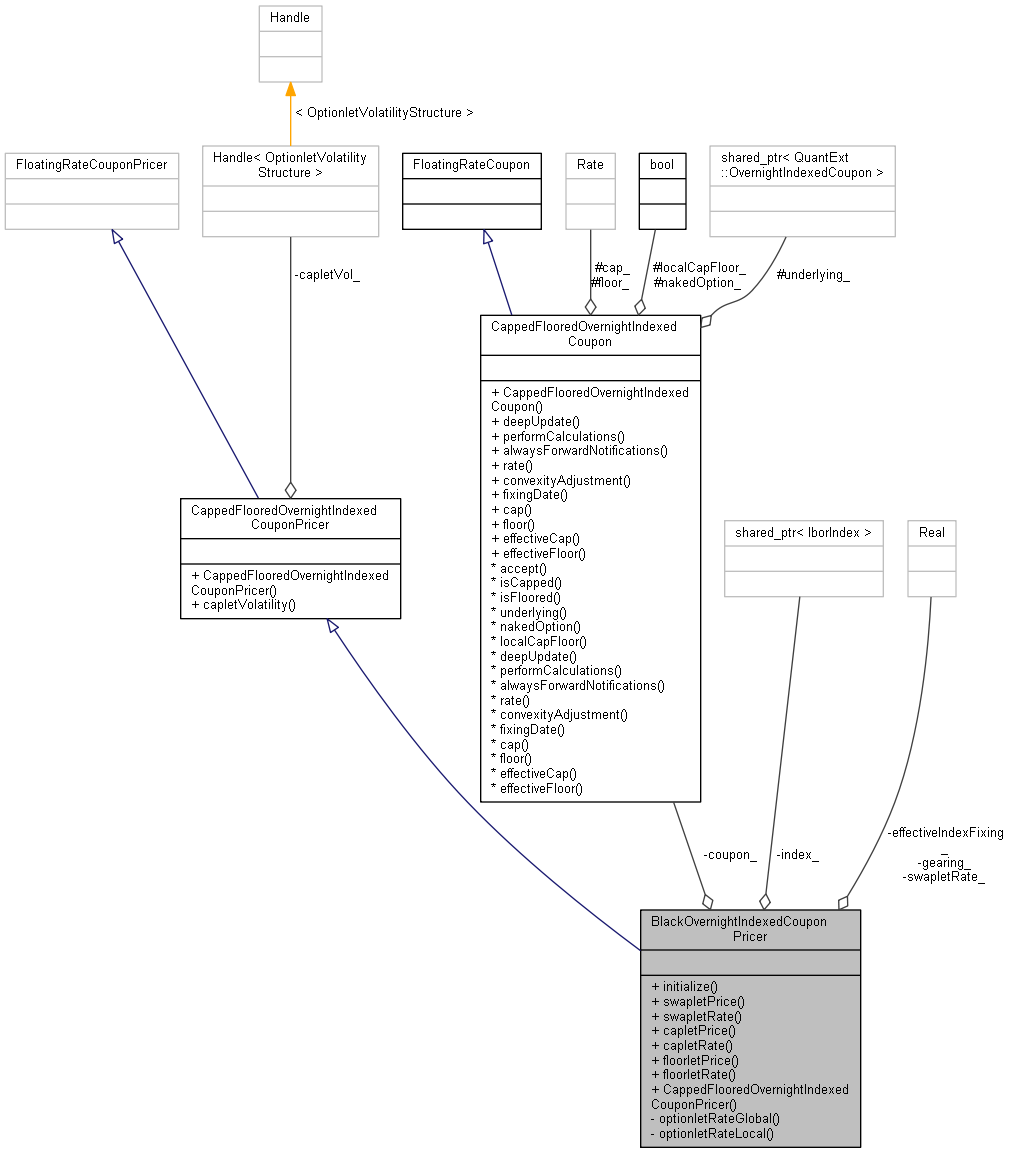 Handle
< OptionletVolatilityStructure >
FloatingRateCouponPricer
Handle< OptionletVolatility
Structure >
FloatingRateCoupon
Rate
bool
shared_ptr< QuantExt
::OvernightIndexedCoupon >
-capletVol_
#cap_
#floor_
#localCapFloor_
#nakedOption_
#underlying_
CappedFlooredOvernightIndexed
Coupon
+ CappedFlooredOvernightIndexed
Coupon()
+ deepUpdate()
+ performCalculations()
+ alwaysForwardNotifications()
+ rate()
+ convexityAdjustment()
+ fixingDate()
+ cap()
+ floor()
+ effectiveCap()
+ effectiveFloor()
* accept()
* isCapped()
* isFloored()
* underlying()
* nakedOption()
* localCapFloor()
* deepUpdate()
* performCalculations()
* alwaysForwardNotifications()
* rate()
* convexityAdjustment()
* fixingDate()
* cap()
* floor()
* effectiveCap()
* effectiveFloor()
CappedFlooredOvernightIndexed
CouponPricer
+ CappedFlooredOvernightIndexed
CouponPricer()
+ capletVolatility()
shared_ptr< IborIndex >
Real
-coupon_
-index_
-effectiveIndexFixing
_
-gearing_
-swapletRate_
BlackOvernightIndexedCoupon
Pricer
+ initialize()
+ swapletPrice()
+ swapletRate()
+ capletPrice()
+ capletRate()
+ floorletPrice()
+ floorletRate()
+ CappedFlooredOvernightIndexed
CouponPricer()
- optionletRateGlobal()
- optionletRateLocal()